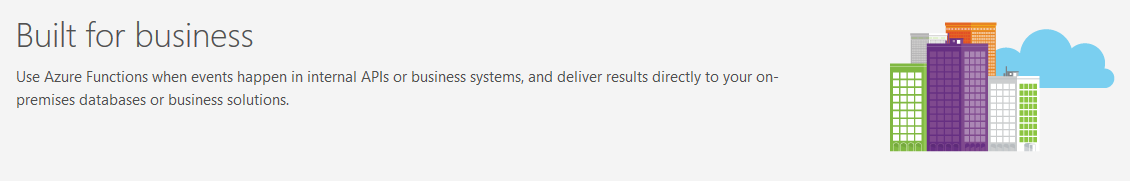 Built for business
Use Azure Functions when events happen in internal APIs or business systems, and deliver results directly to your on-
premises databases or business solutions.